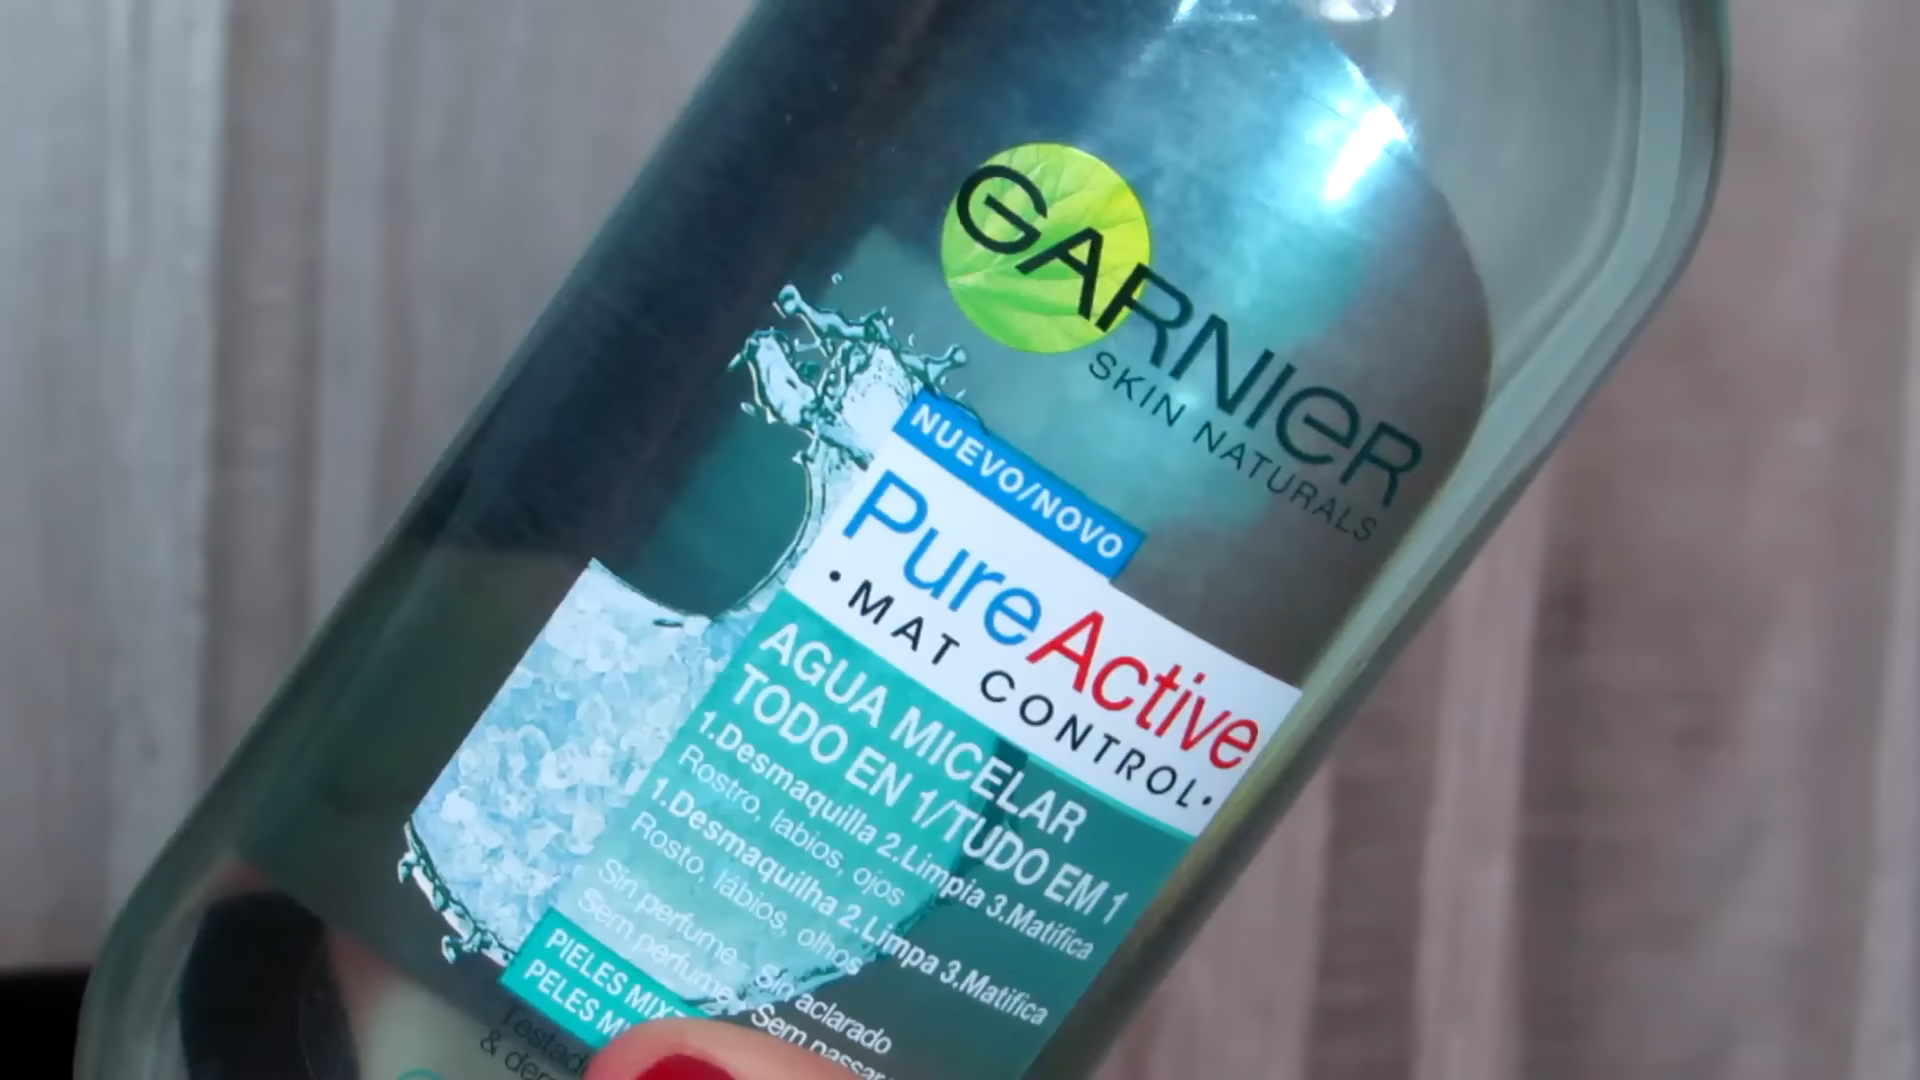 GARNIER
SKIN NATURALS
NUEVO/NOVO
PureActive
·MAT CONTROL·
AGUA MICELAR
TODO EN 1/TUDO EM 1
1.Desmaquilla 2.Limpia 3.Matifica
Rostro, labios, ojos
1.Desmaquilha 2.Limpa 3.Matifica
Rosto, lábios, olhos
Sin perfume - Sin aclarado
Sem perfume - Sem passar
PIELES
PELES
&